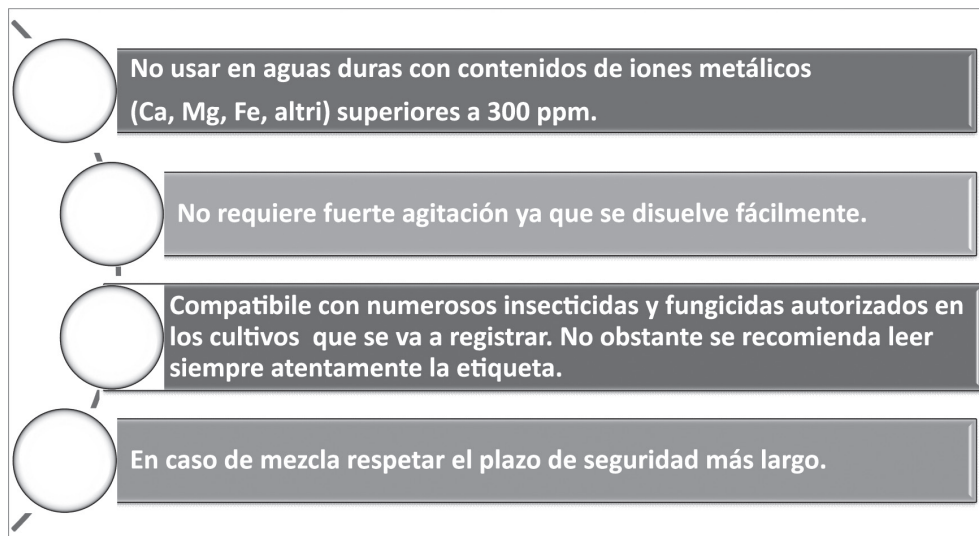 No usar en aguas duras con contenidos de iones metálicos
(Ca, Mg, Fe, altri) superiores a 300 ppm.
No requiere fuerte agitación ya que se disuelve fácilmente.
Compatibile con numerosos insecticidas y fungicidas autorizados en
los cultivos que se va a registrar. No obstante se recomienda leer
siempre atentamente la etiqueta.
En caso de mezcla respetar el plazo de seguridad más largo.